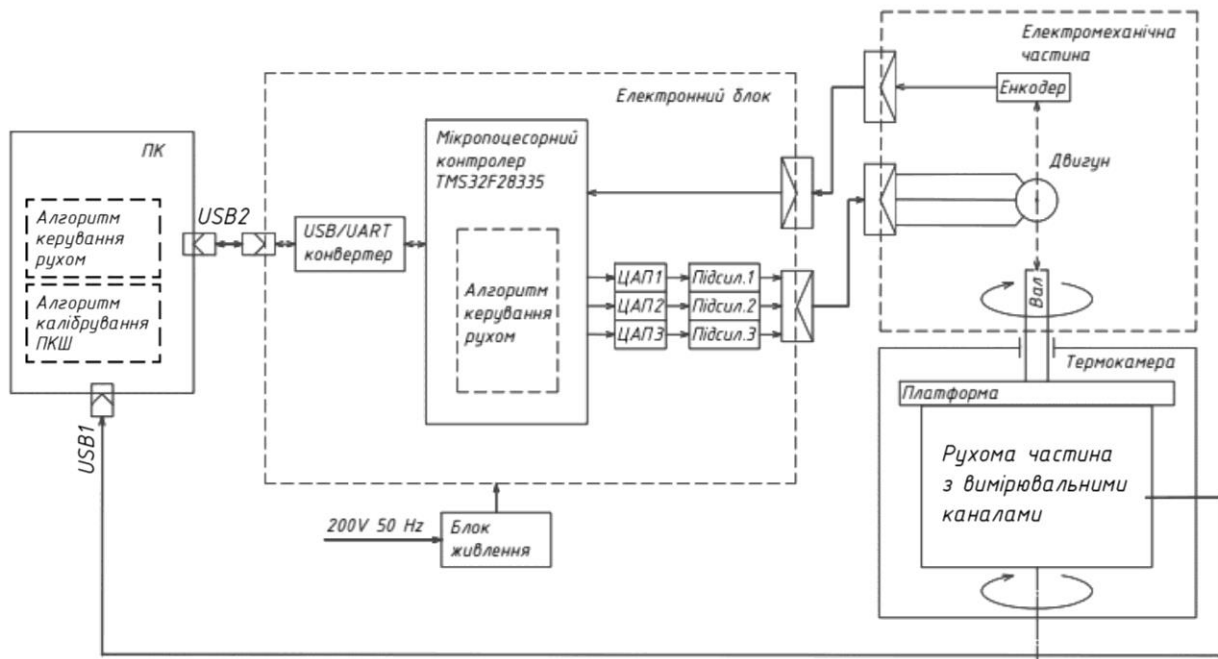 ПК
Алгоритм
керування
рухом
Алгоритм
калібрування
ПКШ
USB2
USB1
Електронний блок
USB/UART
конвертер
Мікропоцесорний
контролер
TMS32F28335
Алгоритм
керування
рухом
ЦАП1
Підсил.1
ЦАП2
Підсил.2
ЦАП3
Підсил.3
200V 50 Hz
Блок
живлення
Електромеханічна
частина
Енкодер
Двигун
Вал
Термокамера
Платформа
Рухома частина
з вимірювальними
каналами